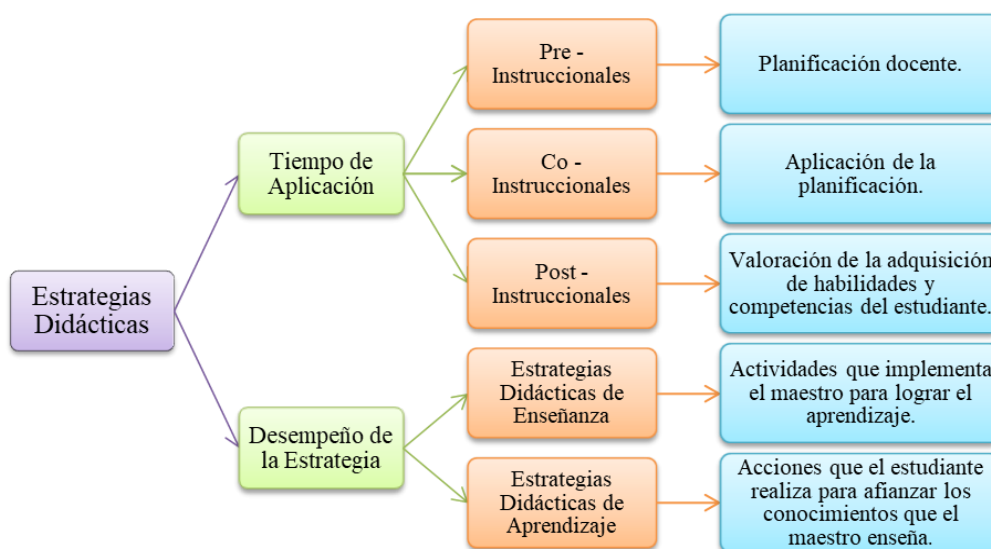 Estrategias
Didácticas
Tiempo de
Aplicación
Pre -
Instruccionales
Planificación docente.
Co -
Instruccionales
Aplicación de la
planificación.
Post -
Instruccionales
Valoración de la adquisición
de habilidades y
competencias del estudiante.
Desempeño de
la Estrategia
Estrategias
Didácticas de
Enseñanza
Actividades que implementa
el maestro para lograr el
aprendizaje.
Estrategias
Didácticas de
Aprendizaje
Acciones que el estudiante
realiza para afianzar los
conocimientos que el
maestro enseña.